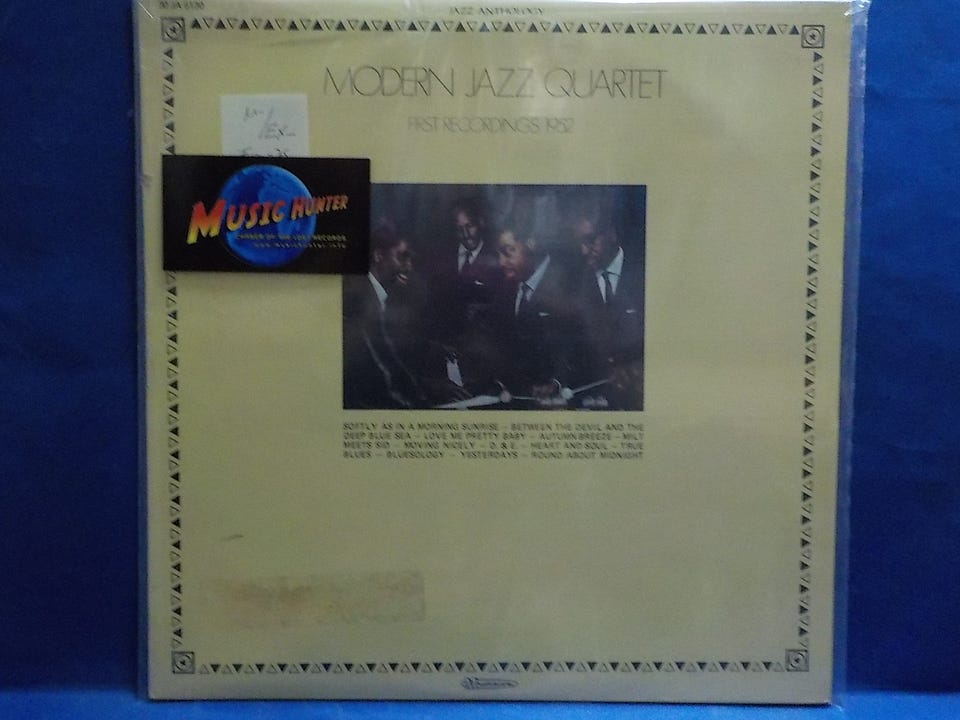 JAZZ ANTHOLOGY
MODERN JAZZ QUARTET
FIRST RECORDINGS 1952
MUSIC HUNTER
SOFTLY AS IN A MORNING SUNRISE – BETWEEN THE DEVIL AND THE
DEEP BLUE SEA – LOVE ME PRETTY BABY – AUTUMN BREEZE – MILT
MEETS SID – MOVING NICELY – D. & E. – HEART AND SOUL – TRUE
BLUES – BLUESOLOGY – YESTERDAYS – ROUND ABOUT MIDNIGHT